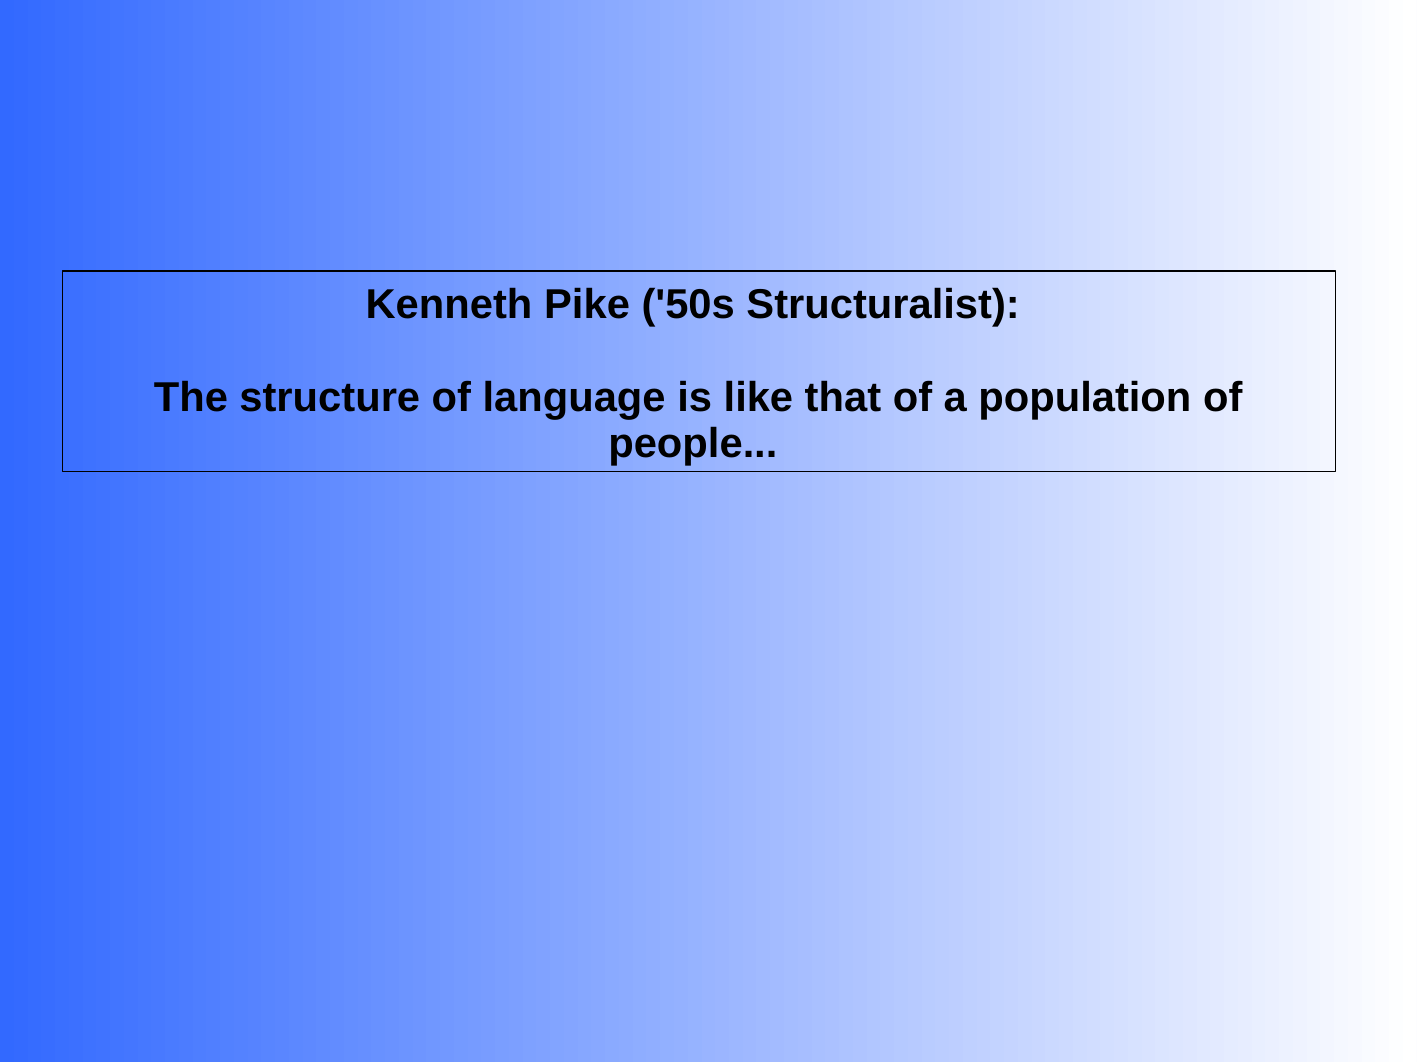 Kenneth Pike ('50s Structuralist):
The structure of language is like that of a population of
people...